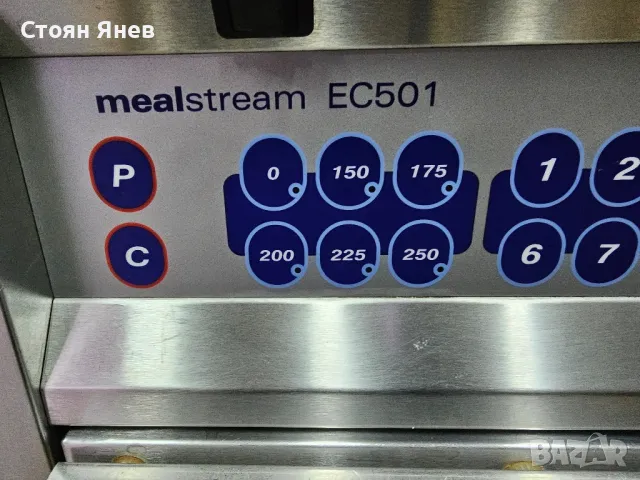 Стоян Янев
mealstream EC501
P 0 150 175 1 2
C 200 225 250 6 7
BAZAR